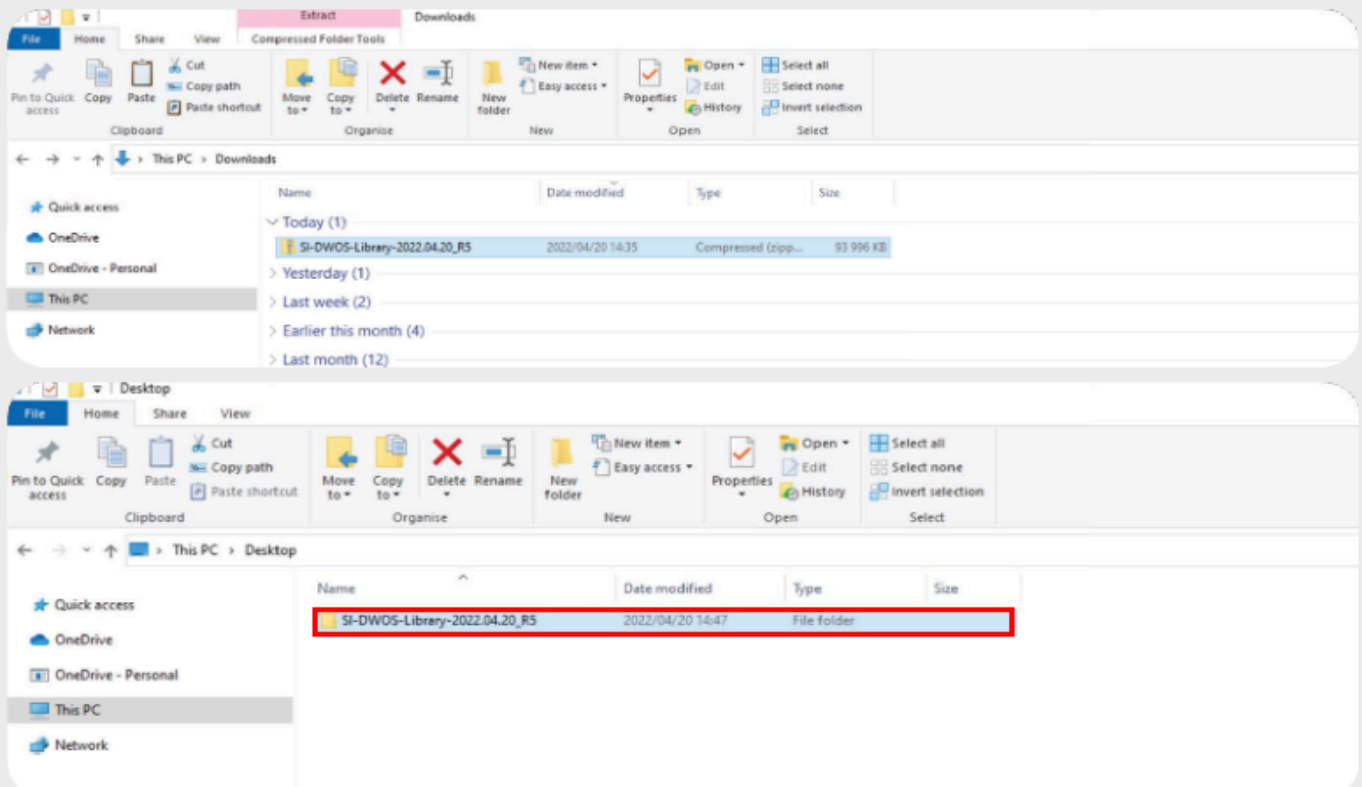 Extract Downloads
File Home Share View Compressed Folder Tools
Pin to Quick access Copy Paste Cut Copy path Paste shortcut Move to Copy to Delete Rename New folder New item Easy access Properties Open Edit History Select all Select none Invert selection
Clipboard Organise New Open Select
This PC > Downloads
Name Date modified Type Size
Quick access
Today (1)
OneDrive
SI-DWOS-Library-2022.04.20_R5 2022/04/20 14:35 Compressed (zipp... 93 996 KB
OneDrive - Personal
Yesterday (1)
This PC
Last week (2)
Network
Earlier this month (4)
Last month (12)
Desktop
File Home Share View
Pin to Quick access Copy Paste Cut Copy path Paste shortcut Move to Copy to Delete Rename New folder New item Easy access Properties Open Edit History Select all Select none Invert selection
Clipboard Organise New Open Select
This PC > Desktop
Name Date modified Type Size
Quick access
SI-DWOS-Library-2022.04.20_R5 2022/04/20 14:47 File folder
OneDrive
OneDrive - Personal
This PC
Network